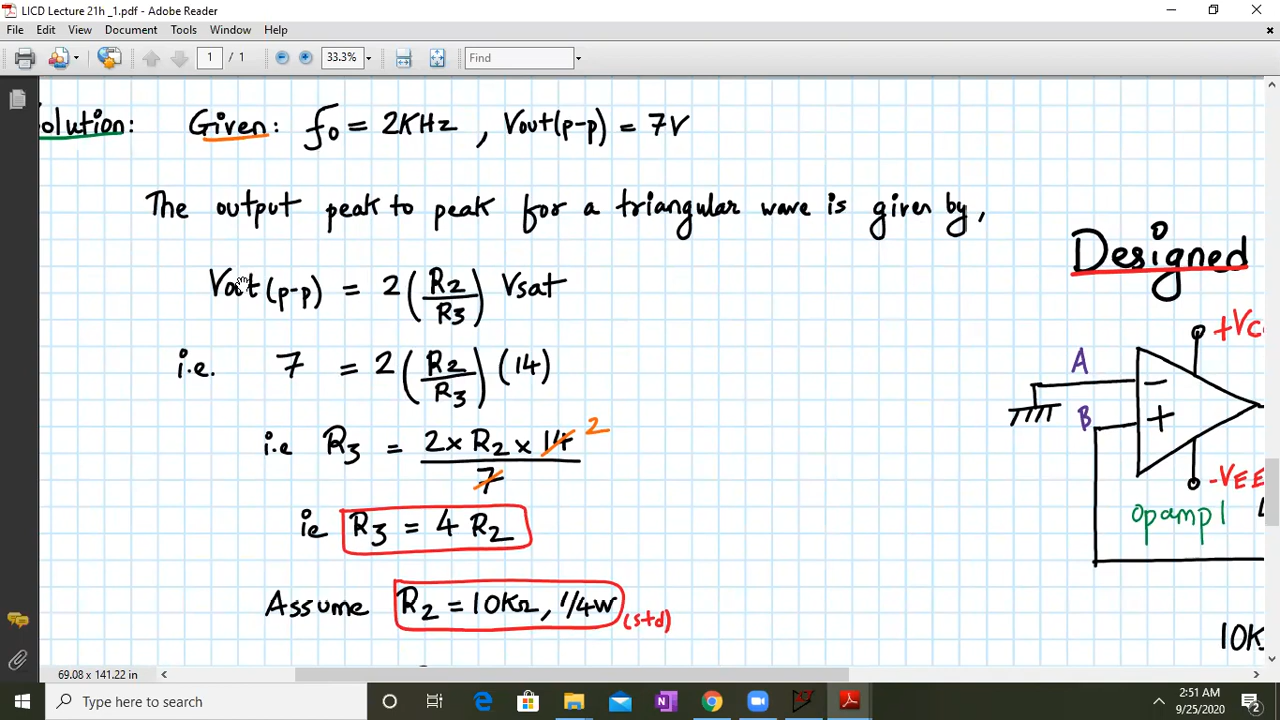 LICD Lecture 21h _1.pdf - Adobe Reader
File Edit View Document Tools Window Help
1 / 1 33.3% Find
olution: Given: fo = 2KHz , Vout(p-p) = 7V
The output peak to peak for a triangular wave is given by,
Vout(p-p) = 2 (R2/R3) Vsat
i.e. 7 = 2 (R2/R3) (14)
i.e R3 = 2 x R2 x 14 2 / 7
ie R3 = 4 R2
Assume R2 = 10KΩ, 1/4W (std)
Designed
+VC
A
−
B
+
-VEE
opamp1
10K
69.08 x 141.22 in
Type here to search
2:51 AM
9/25/2020
2